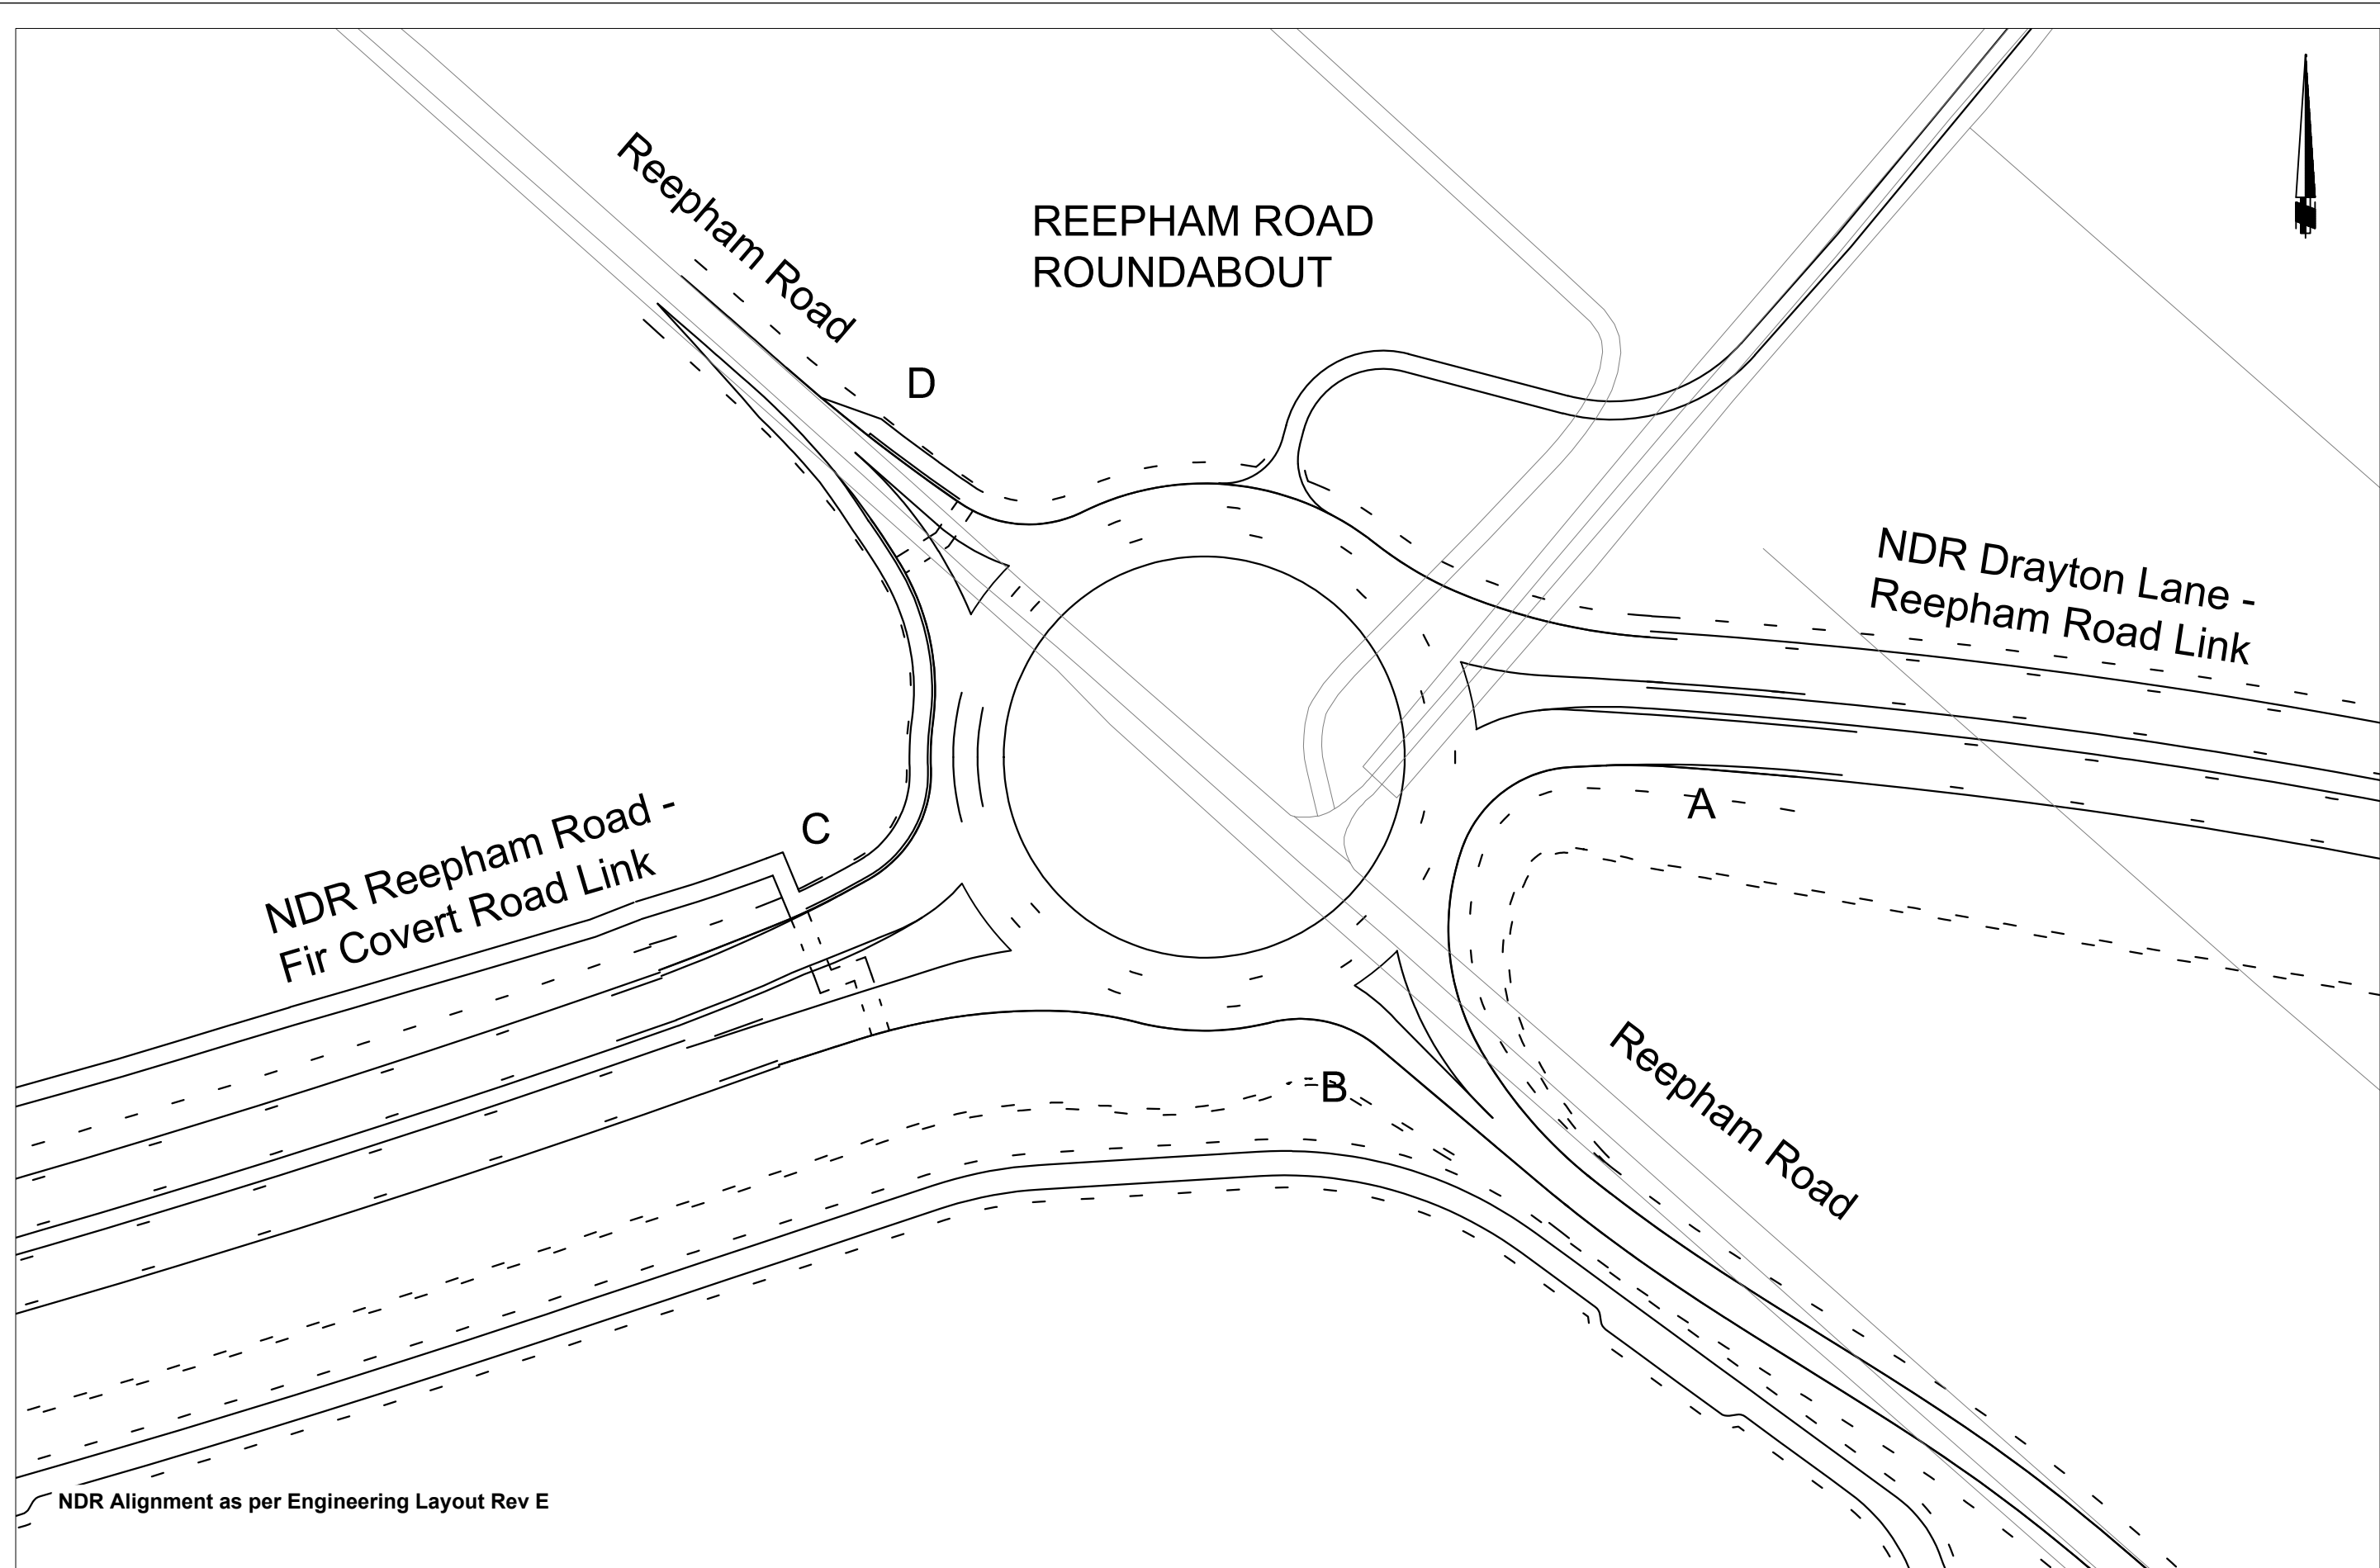 Reepham Road
REEPHAM ROAD
ROUNDABOUT
D
NDR Drayton Lane -
Reepham Road Link
A
C
NDR Reepham Road -
Fir Covert Road Link
B
Reepham Road
NDR Alignment as per Engineering Layout Rev E